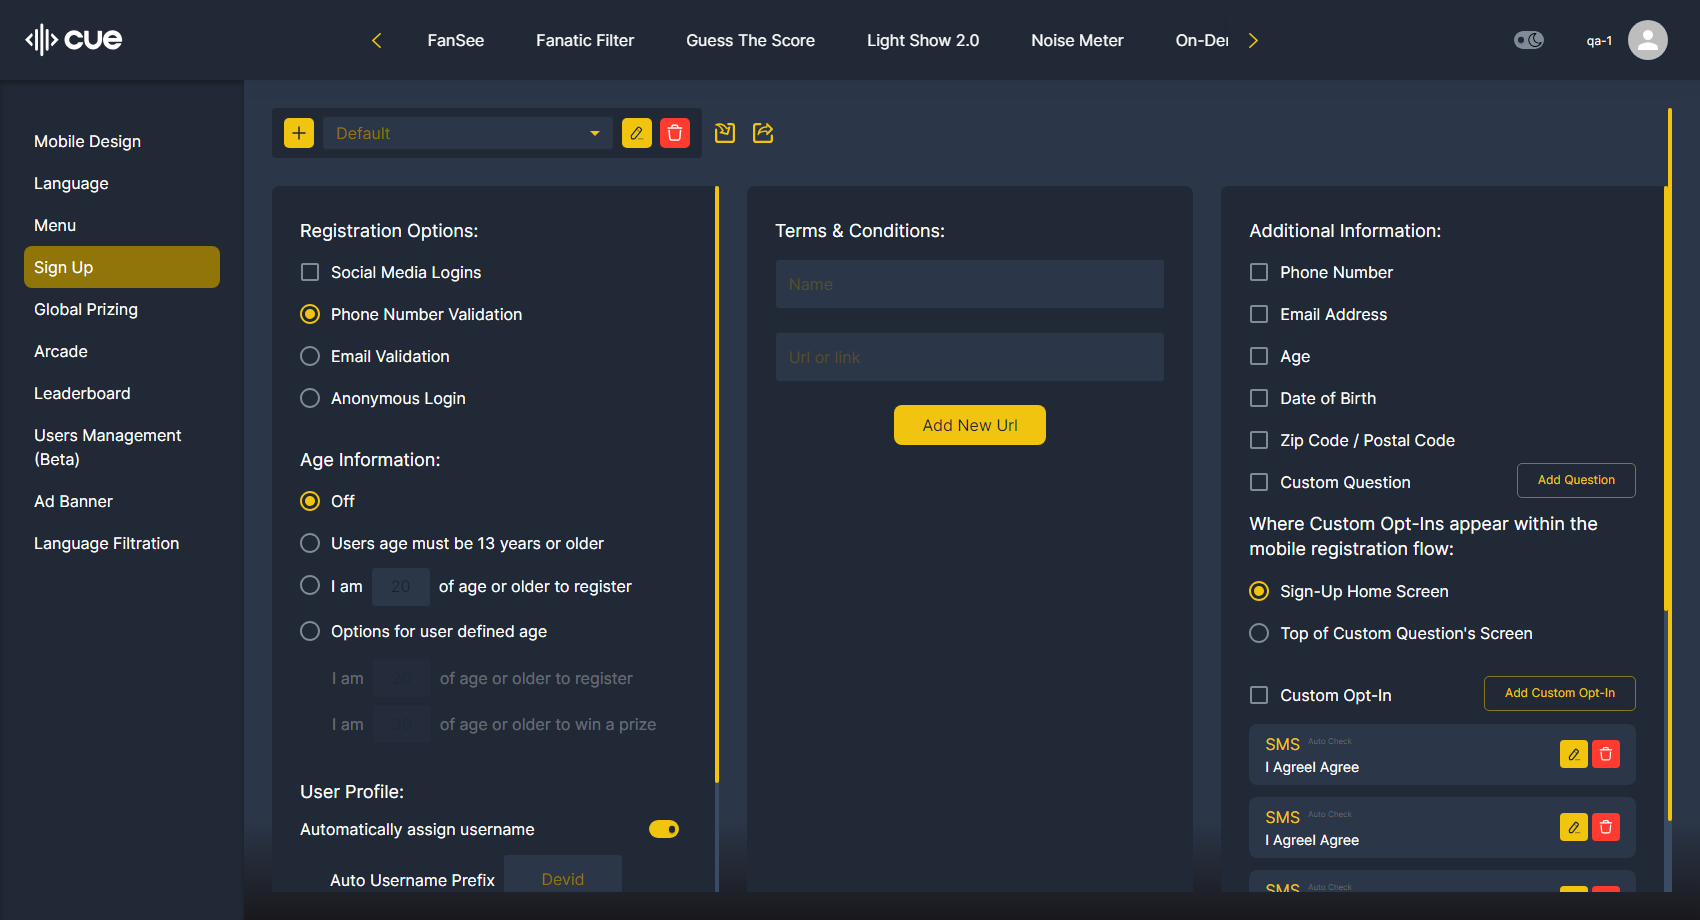 cue
FanSee
Fanatic Filter
Guess The Score
Light Show 2.0
Noise Meter
On-Der
qa-1
Mobile Design
Language
Menu
Sign Up
Global Prizing
Arcade
Leaderboard
Users Management
(Beta)
Ad Banner
Language Filtration
Default
Registration Options:
Social Media Logins
Phone Number Validation
Email Validation
Anonymous Login
Age Information:
Off
Users age must be 13 years or older
I am 20 of age or older to register
Options for user defined age
I am 20 of age or older to register
I am of age or older to win a prize
User Profile:
Automatically assign username
Auto Username Prefix Devid
Terms & Conditions:
Name
Url or link
Add New Url
Additional Information:
Phone Number
Email Address
Age
Date of Birth
Zip Code / Postal Code
Custom Question
Add Question
Where Custom Opt-Ins appear within the
mobile registration flow:
Sign-Up Home Screen
Top of Custom Question's Screen
Custom Opt-In
Add Custom Opt-In
SMS Auto Check
I AgreeI Agree
SMS Auto Check
I AgreeI Agree
SMS Auto Check